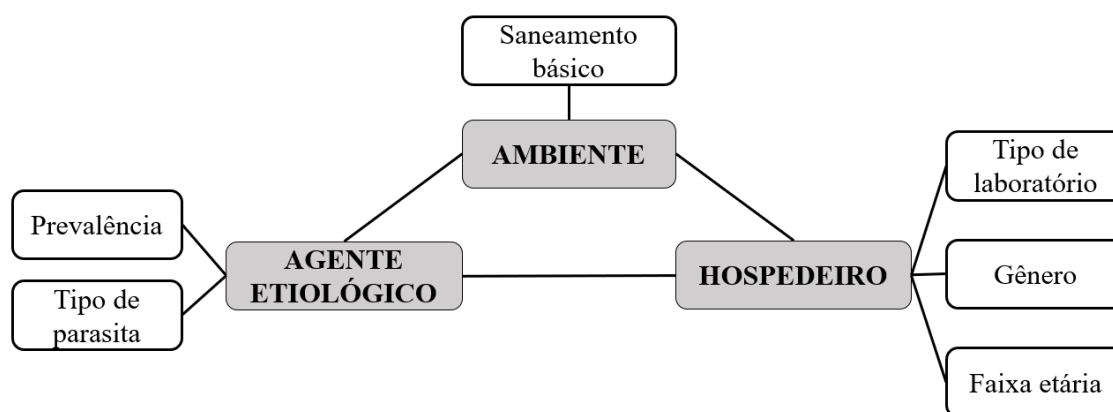 Saneamento
básico
AMBIENTE
Tipo de
laboratório
Prevalência
AGENTE
ETIOLÓGICO
HOSPEDEIRO
Gênero
Tipo de
parasita
Faixa etária